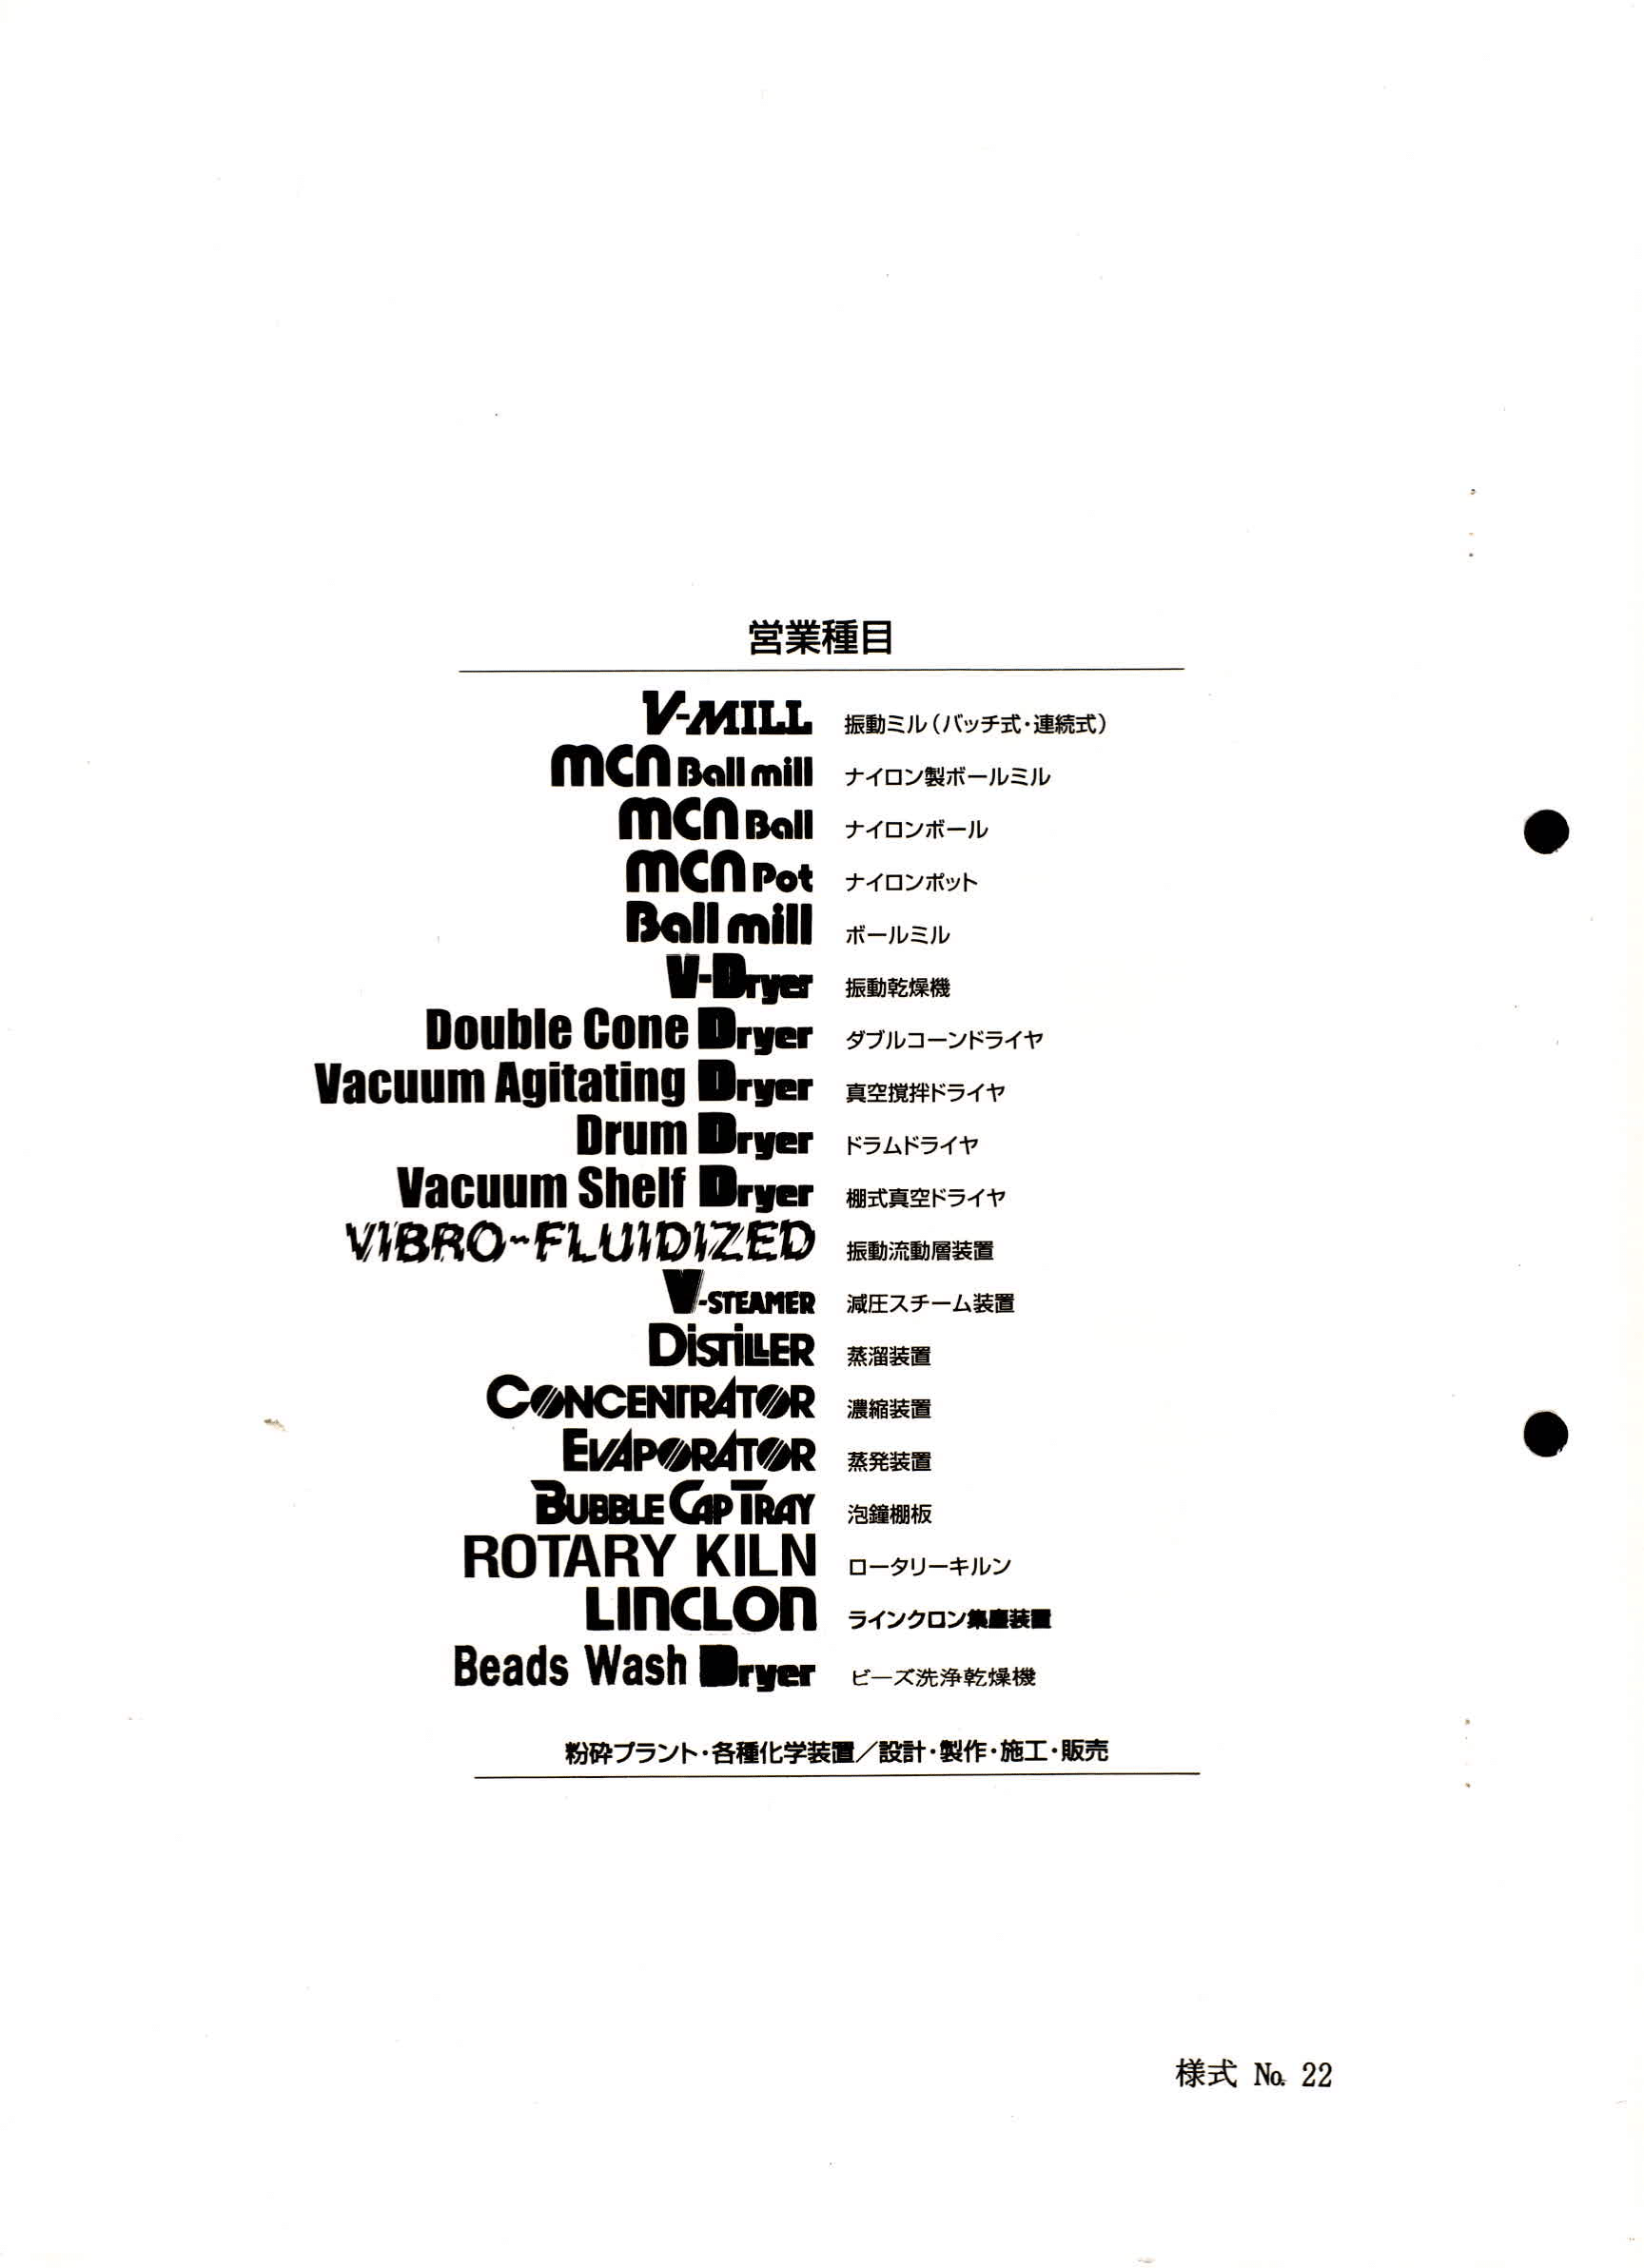 営業種目
V-MILL 振動ミル(バッチ式・連続式)
MCN Ball mill ナイロン製ボールミル
MCN Ball ナイロンボール
MCN Pot ナイロンポット
Ball mill ボールミル
V-Dryer 振動乾燥機
Double Cone Dryer ダブルコーンドライヤ
Vacuum Agitating Dryer 真空撹拌ドライヤ
Drum Dryer ドラムドライヤ
Vacuum Shelf Dryer 棚式真空ドライヤ
VIBRO-FLUIDIZED 振動流動層装置
V-STEAMER 減圧スチーム装置
DISTILLER 蒸溜装置
CONCENTRATOR 濃縮装置
EVAPORATOR 蒸発装置
BUBBLE CAP TRAY 泡鐘棚板
ROTARY KILN ロータリーキルン
LINCLON ラインクロン集塵装置
Beads Wash Dryer ビーズ洗浄乾燥機
粉砕プラント・各種化学装置/設計・製作・施工・販売
様式 No. 22